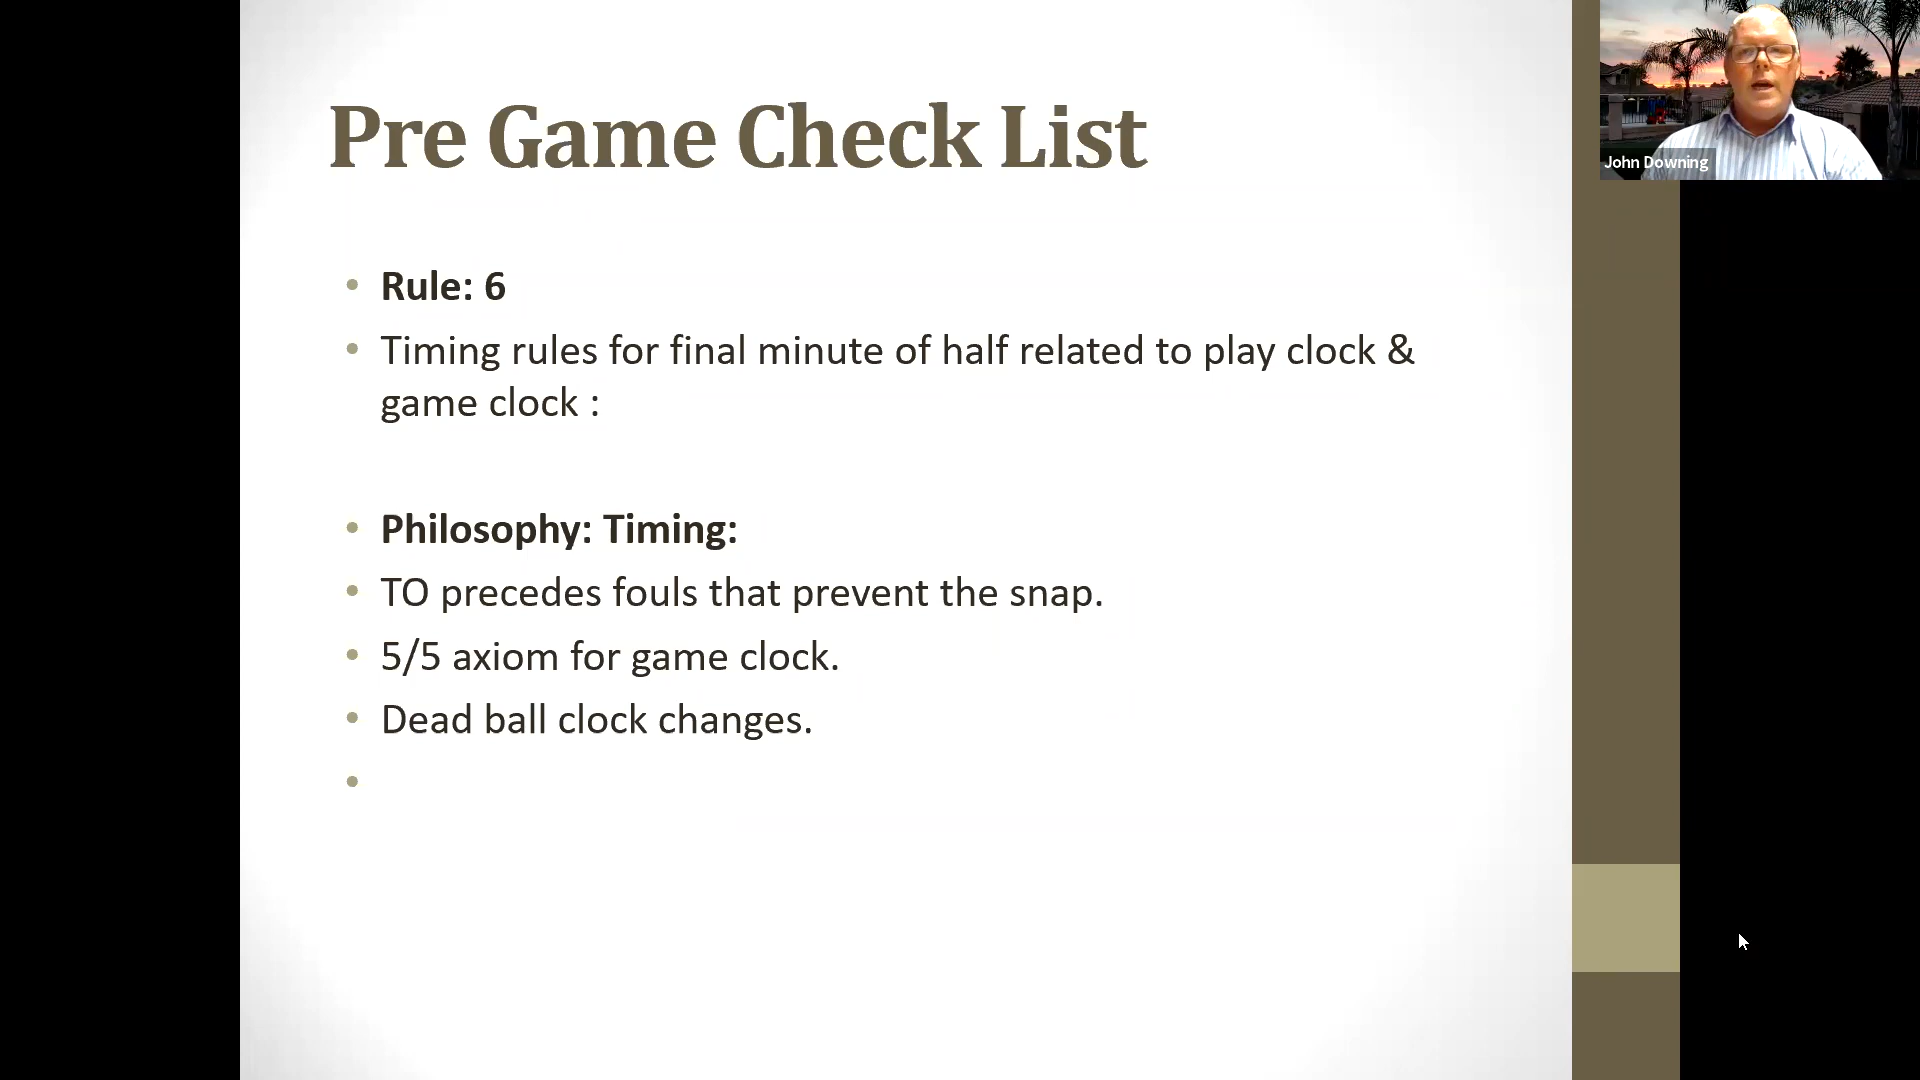 Pre Game Check List
John Downing
Rule: 6
Timing rules for final minute of half related to play clock &
game clock :
Philosophy: Timing:
TO precedes fouls that prevent the snap.
5/5 axiom for game clock.
Dead ball clock changes.